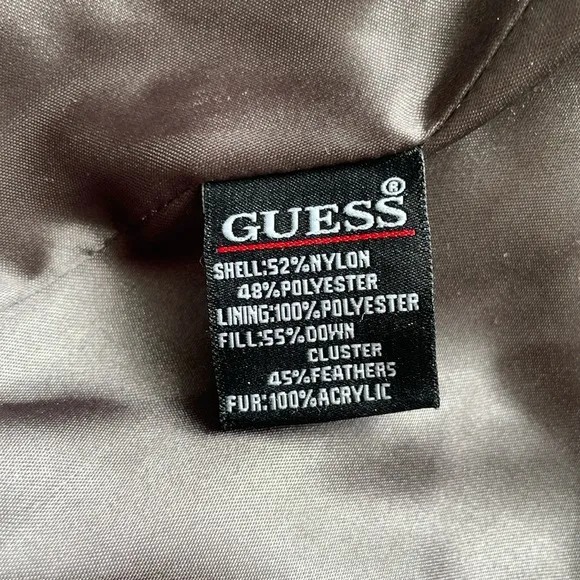 GUESS®
SHELL:52%NYLON
48%POLYESTER
LINING:100%POLYESTER
FILL:55%DOWN
CLUSTER
45%FEATHERS
FUR:100%ACRYLIC